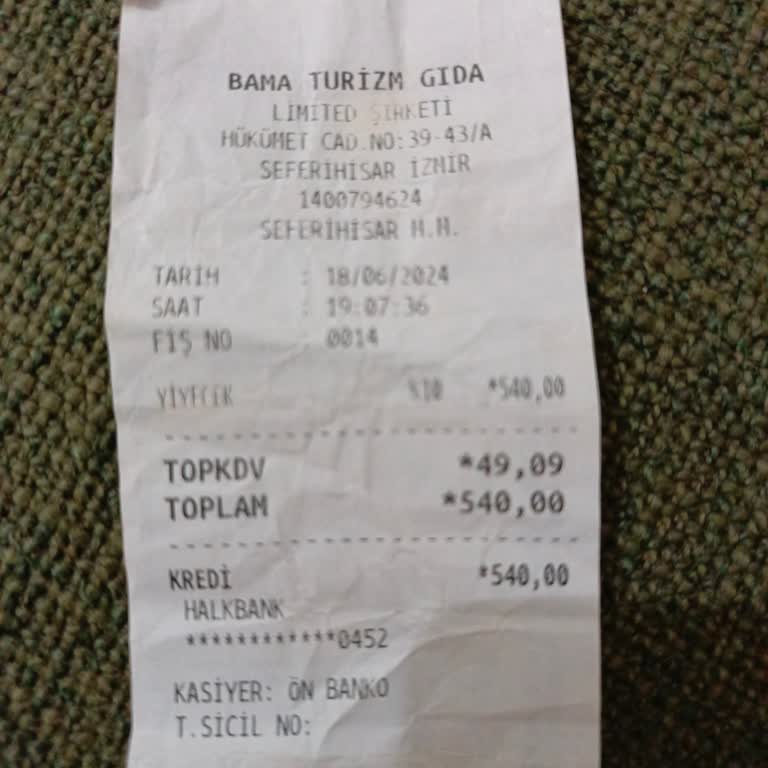 BAMA TURİZM GIDA
LİMİTED ŞİRKETİ
HÜKÜMET CAD.NO:39-43/A
SEFERİHİSAR İZMİR
1400794624
SEFERİHİSAR M.M.
TARİH : 18/06/2024
SAAT : 19:07:36
FİŞ NO : 0014
YİYECEK %10 *540,00
TOPKDV *49,09
TOPLAM *540,00
KREDİ *540,00
HALKBANK
************0452
KASİYER: ÖN BANKO
T.SİCİL NO: